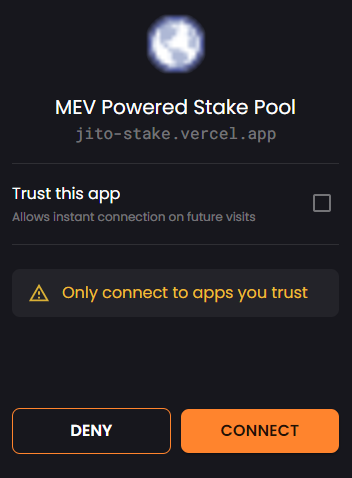 MEV Powered Stake Pool
jito-stake.vercel.app
Trust this app
Allows instant connection on future visits
Only connect to apps you trust
DENY
CONNECT